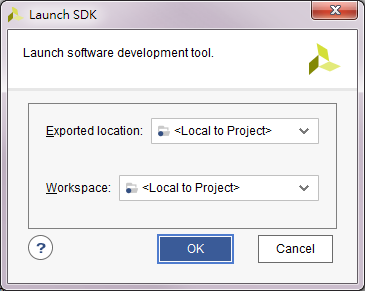 Launch SDK
Launch software development tool.
Exported location: <Local to Project>
Workspace: <Local to Project>
?
OK
Cancel